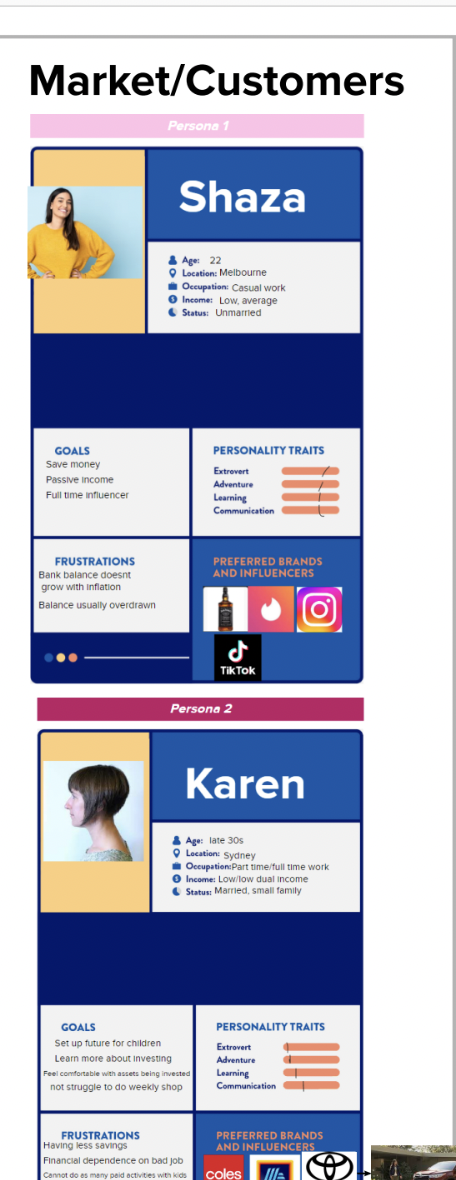 Market/Customers
Persona 1
Shaza
Age: 22
Location: Melbourne
Occupation: Casual work
Income: Low, average
Status: Unmarried
GOALS
Save money
Passive income
Full time influencer
PERSONALITY TRAITS
Extrovert
Adventure
Learning
Communication
FRUSTRATIONS
Bank balance doesnt
grow with inflation
Balance usually overdrawn
PREFERRED BRANDS
AND INFLUENCERS
TikTok
Persona 2
Karen
Age: late 30s
Location: Sydney
Occupation:Part time/full time work
Income: Low/low dual income
Status: Married, small family
GOALS
Set up future for children
Learn more about investing
Feel comfortable with assets being invested
not struggle to do weekly shop
PERSONALITY TRAITS
Extrovert
Adventure
Learning
Communication
FRUSTRATIONS
Having less savings
Financial dependence on bad job
Cannot do as many paid activities with kids
PREFERRED BRANDS
AND INFLUENCERS
coles